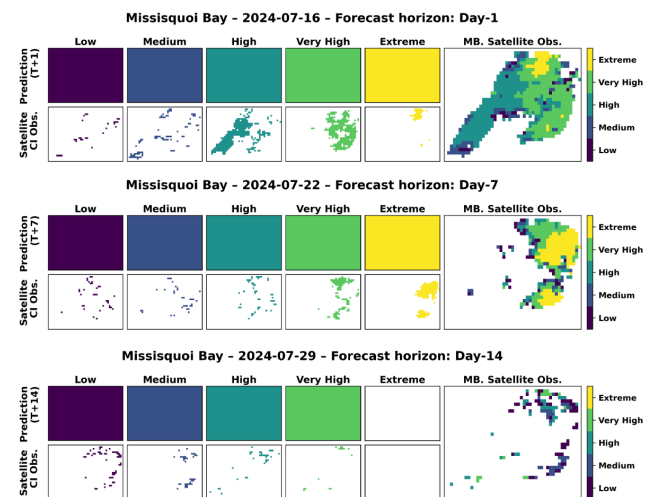 Missisquoi Bay – 2024-07-16 – Forecast horizon: Day-1
Low Medium High Very High Extreme MB. Satellite Obs.
Prediction
(T+1)
Satellite
CI Obs.
Extreme
Very High
High
Medium
Low
Missisquoi Bay – 2024-07-22 – Forecast horizon: Day-7
Low Medium High Very High Extreme MB. Satellite Obs.
Prediction
(T+7)
Satellite
CI Obs.
Extreme
Very High
High
Medium
Low
Missisquoi Bay – 2024-07-29 – Forecast horizon: Day-14
Low Medium High Very High Extreme MB. Satellite Obs.
Prediction
(T+14)
Satellite
CI Obs.
Extreme
Very High
High
Medium
Low